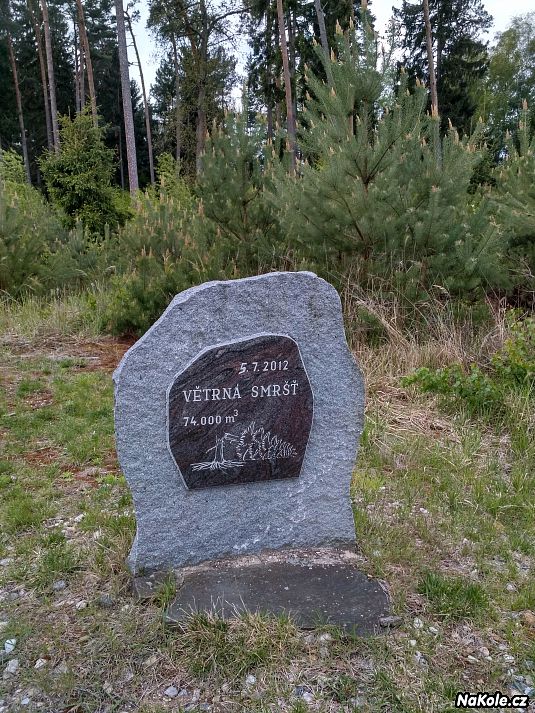 5.7.2012
VĚTRNÁ SMRŠŤ
74.000 m³
NaKole.cz